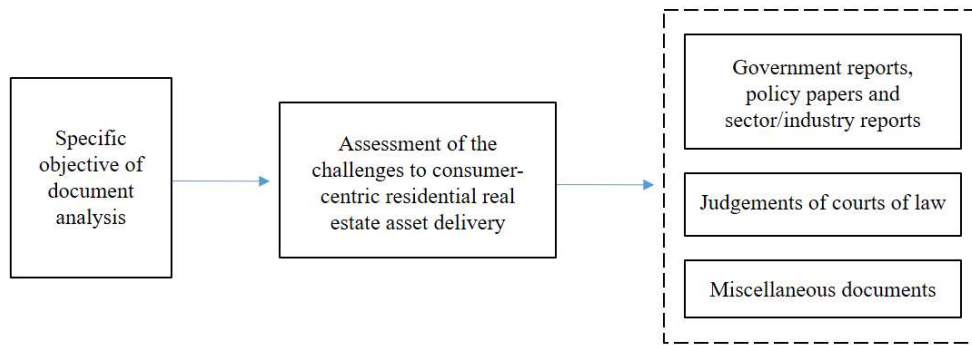 Specific
objective of
document
analysis
Assessment of the
challenges to consumer-
centric residential real
estate asset delivery
Government reports,
policy papers and
sector/industry reports
Judgements of courts of law
Miscellaneous documents